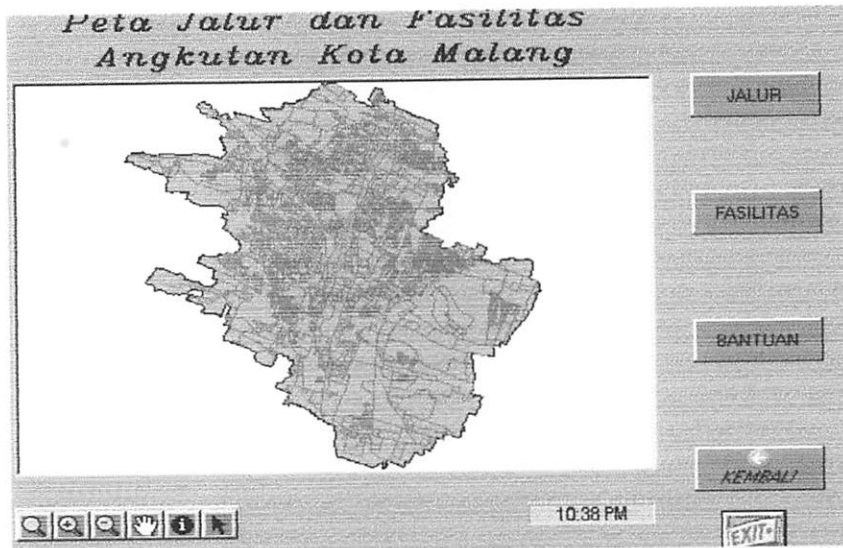 Peta Jalur dan Fasilitas
Angkutan Kota Malang
JALUR
FASILITAS
BANTUAN
KEMBALI
10:38 PM
EXIT